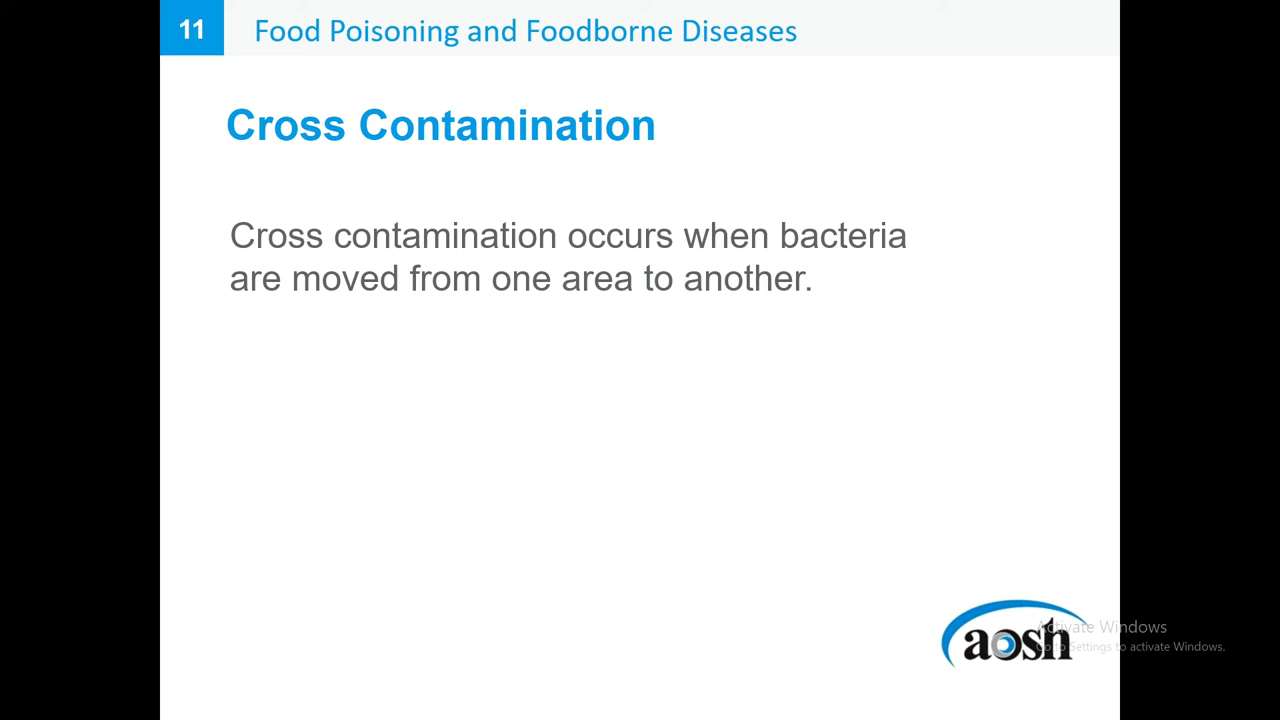 11
Food Poisoning and Foodborne Diseases
Cross Contamination
Cross contamination occurs when bacteria
are moved from one area to another.
Activate Windows
Go to Settings to activate Windows.
aosh